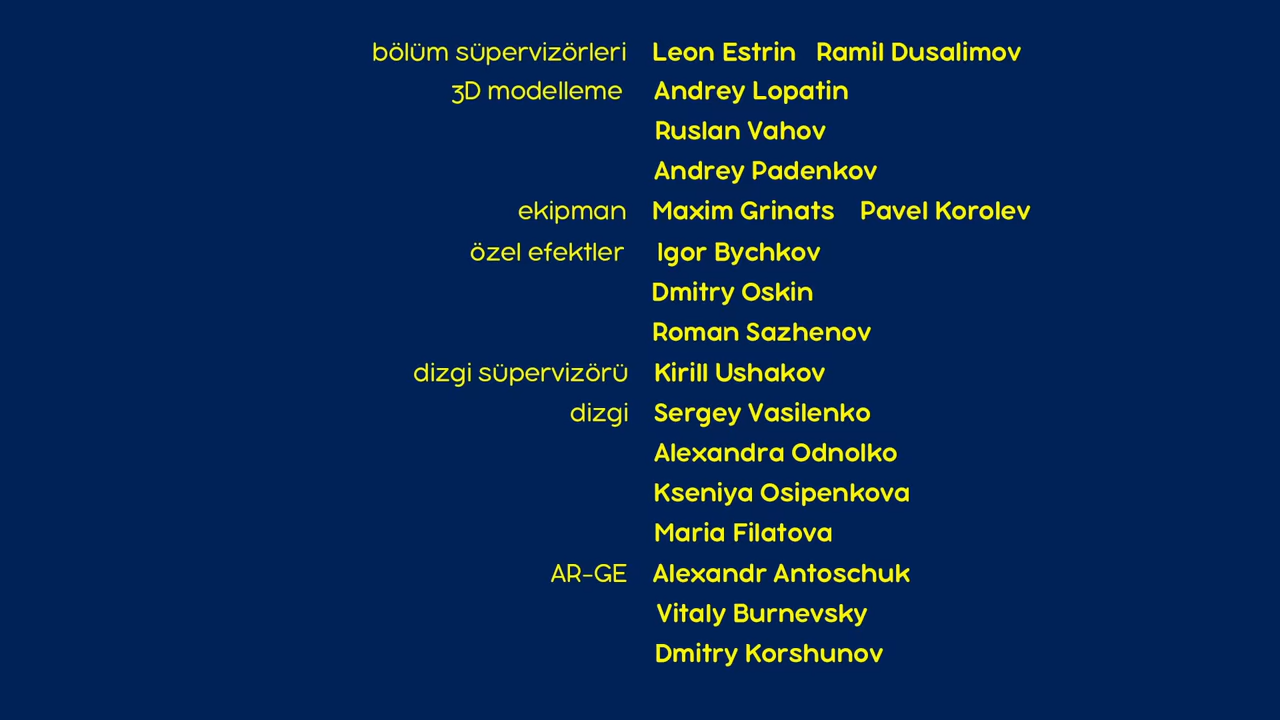 bölüm süpervizörleri Leon Estrin Ramil Dusalimov
3D modelleme Andrey Lopatin
Ruslan Vahov
Andrey Padenkov
ekipman Maxim Grinats Pavel Korolev
özel efektler Igor Bychkov
Dmitry Oskin
Roman Sazhenov
dizgi süpervizörü Kirill Ushakov
dizgi Sergey Vasilenko
Alexandra Odnolko
Kseniya Osipenkova
Maria Filatova
AR-GE Alexandr Antoschuk
Vitaly Burnevsky
Dmitry Korshunov